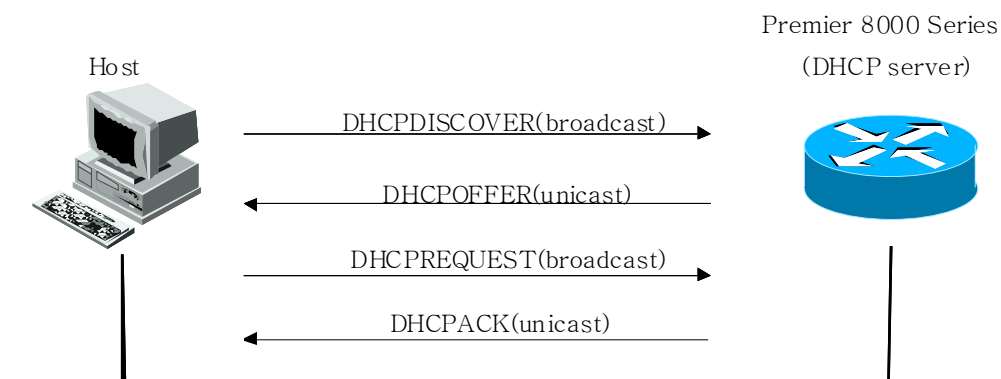 Premier 8000 Series
(DHCP server)
Host
DHCPDISCOVER(broadcast)
DHCPOFFER(unicast)
DHCPREQUEST(broadcast)
DHCPACK(unicast)